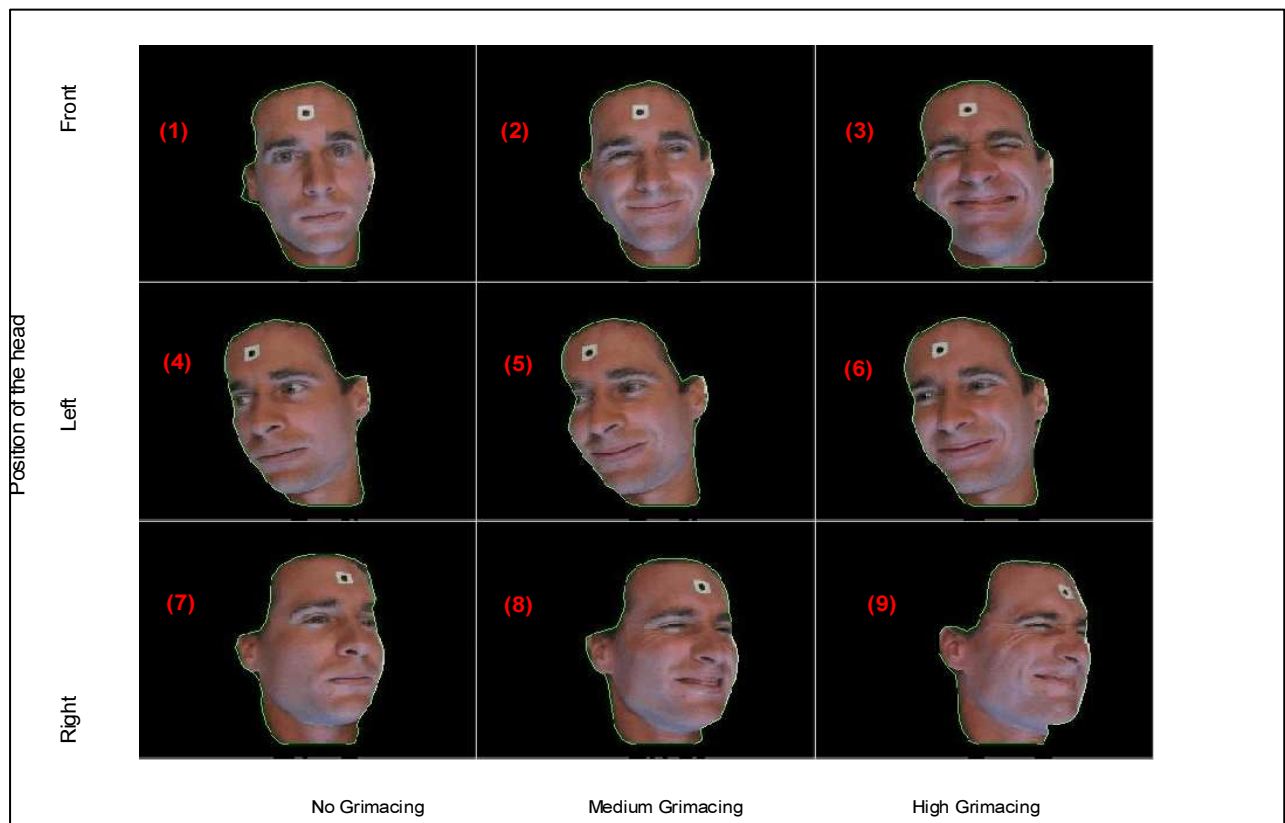 Position of the head
Front
(1)
(2)
(3)
Left
(4)
(5)
(6)
Right
(7)
(8)
(9)
No Grimacing
Medium Grimacing
High Grimacing